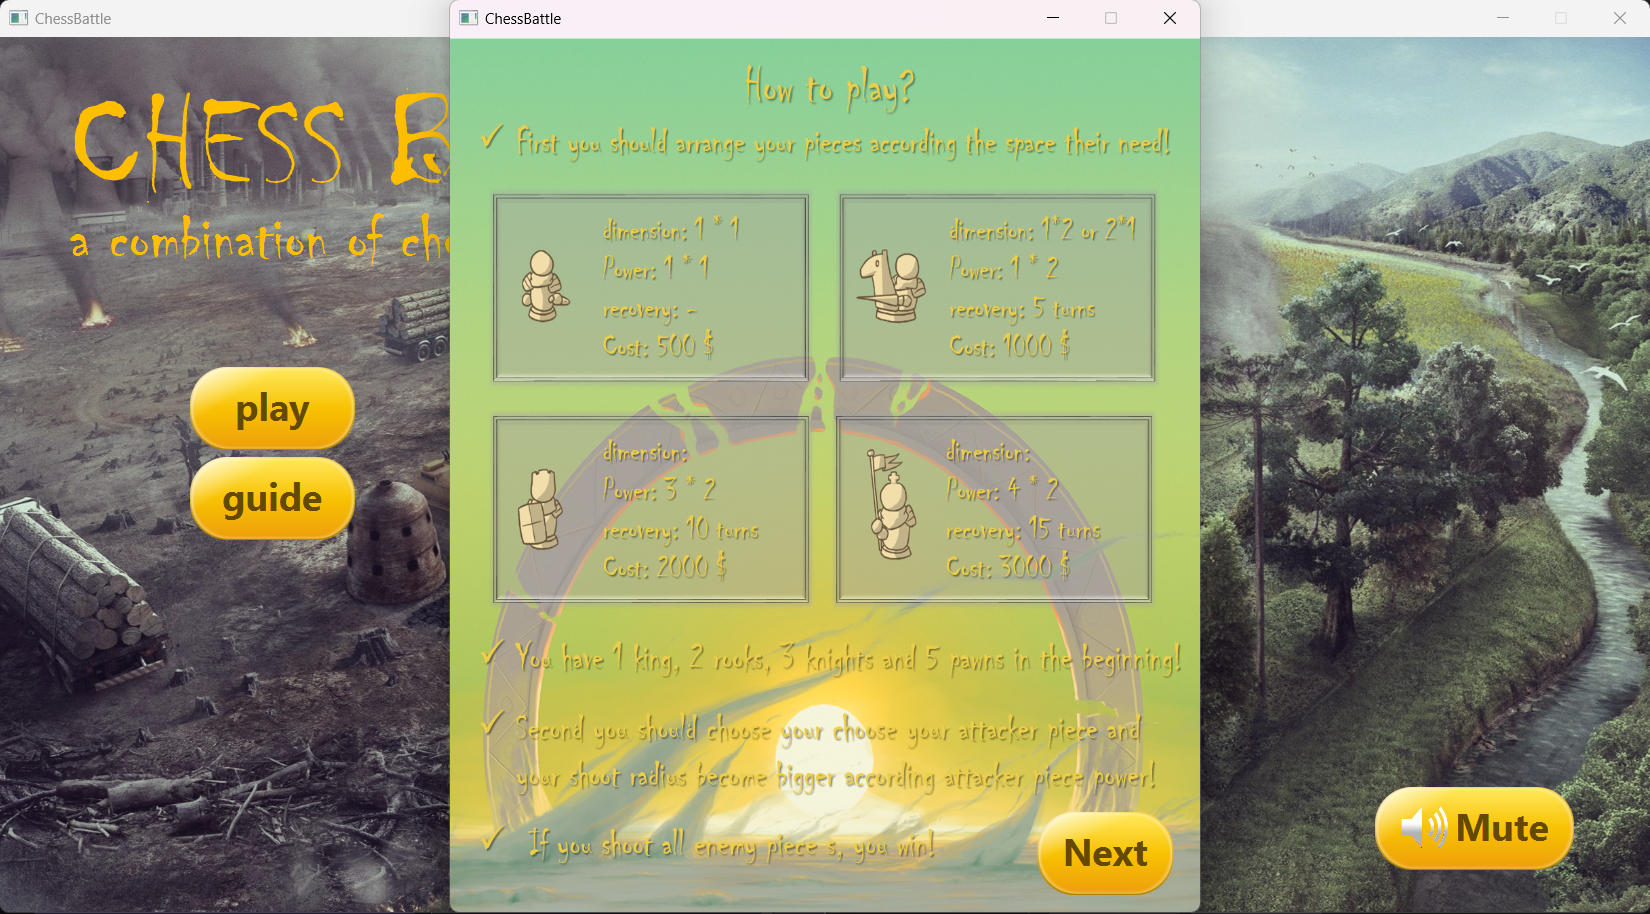 ChessBattle
CHESS B
a combination of che
play
guide
ChessBattle
How to play?
✓ First you should arrange your pieces according the space their need!
dimension: 1 * 1
Power: 1 * 1
recovery: -
Cost: 500 $
dimension: 1*2 or 2*1
Power: 1 * 2
recovery: 5 turns
Cost: 1000 $
dimension:
Power: 3 * 2
recovery: 10 turns
Cost: 2000 $
dimension:
Power: 4 * 2
recovery: 15 turns
Cost: 3000 $
✓ You have 1 king, 2 rooks, 3 knights and 5 pawns in the beginning!
✓ Second you should choose your choose your attacker piece and
your shoot radius become bigger according attacker piece power!
✓ If you shoot all enemy piece s, you win!
Next
Mute